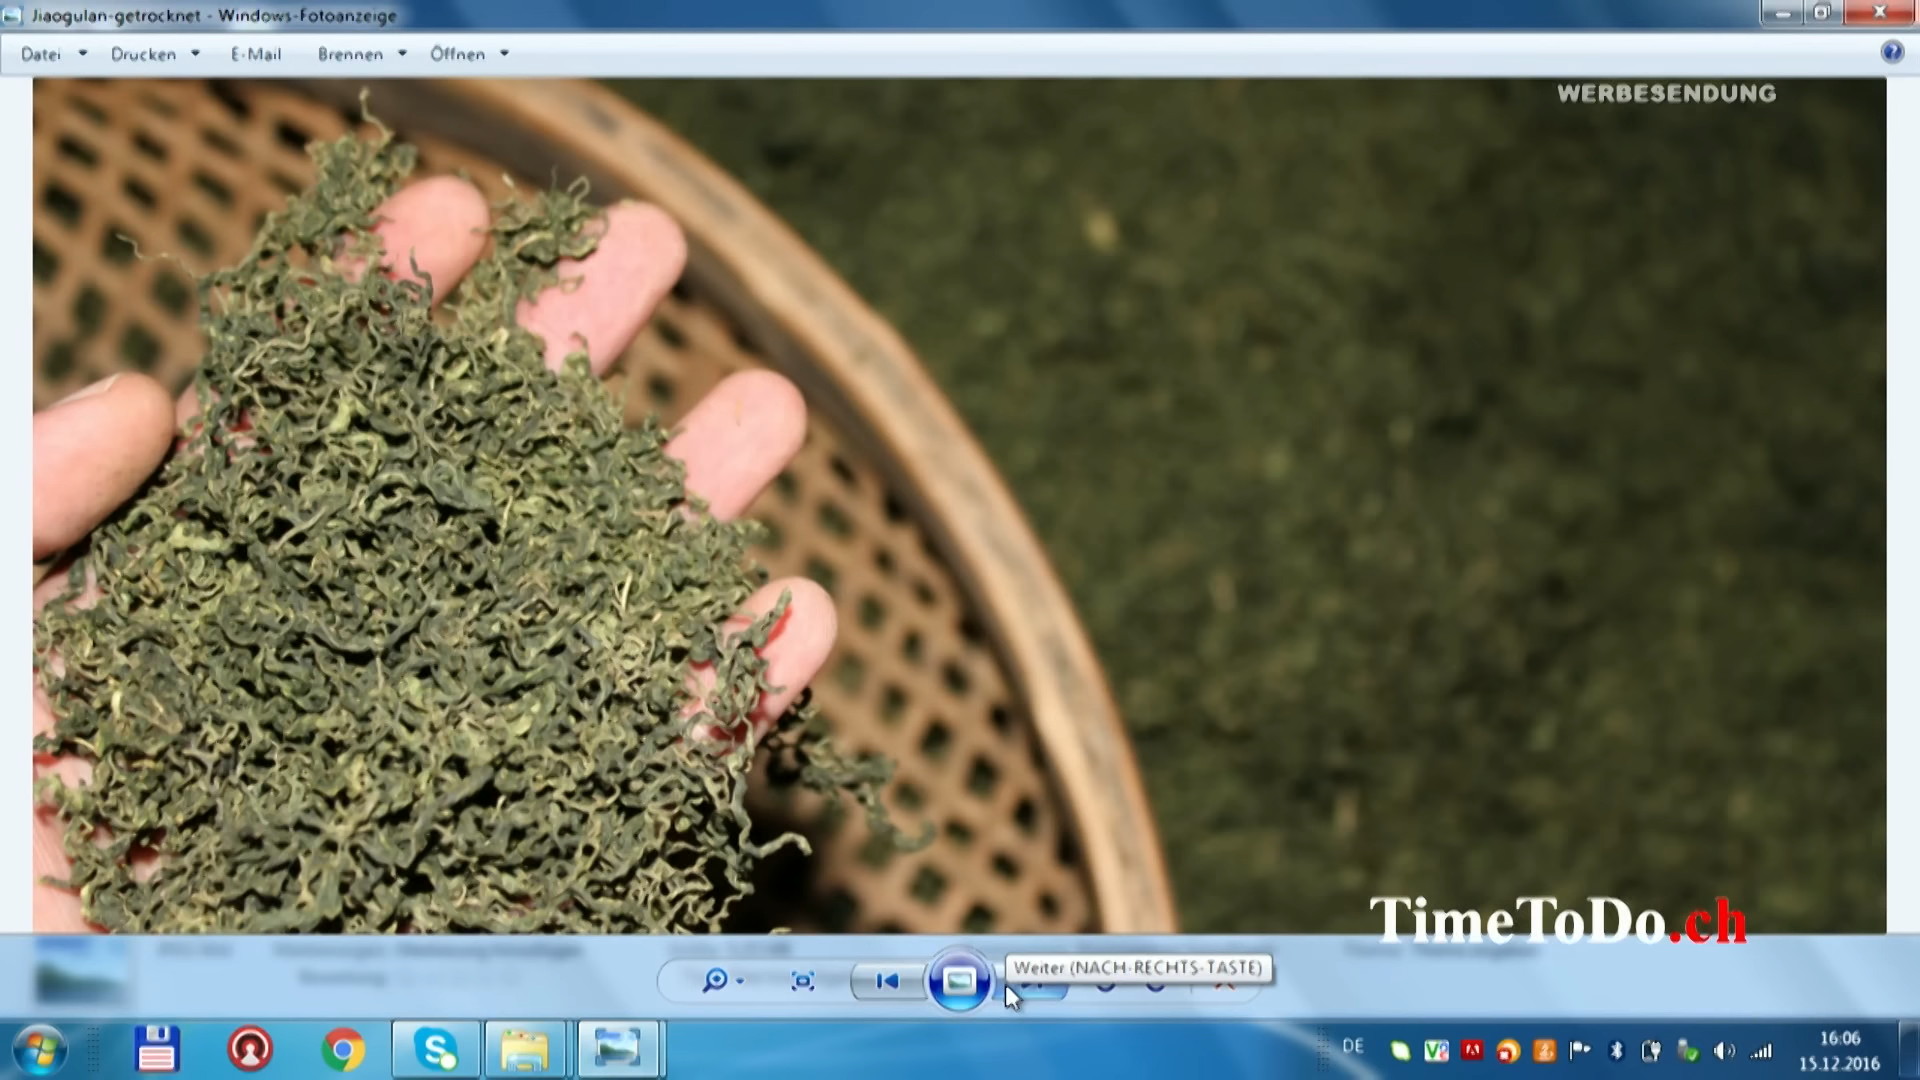 Jiaogulan-getrocknet - Windows-Fotoanzeige
Datei Drucken E-Mail Brennen Öffnen
WERBESENDUNG
TimeToDo.ch
Weiter (NACH-RECHTS-TASTE)
DE
16:06
15.12.2016